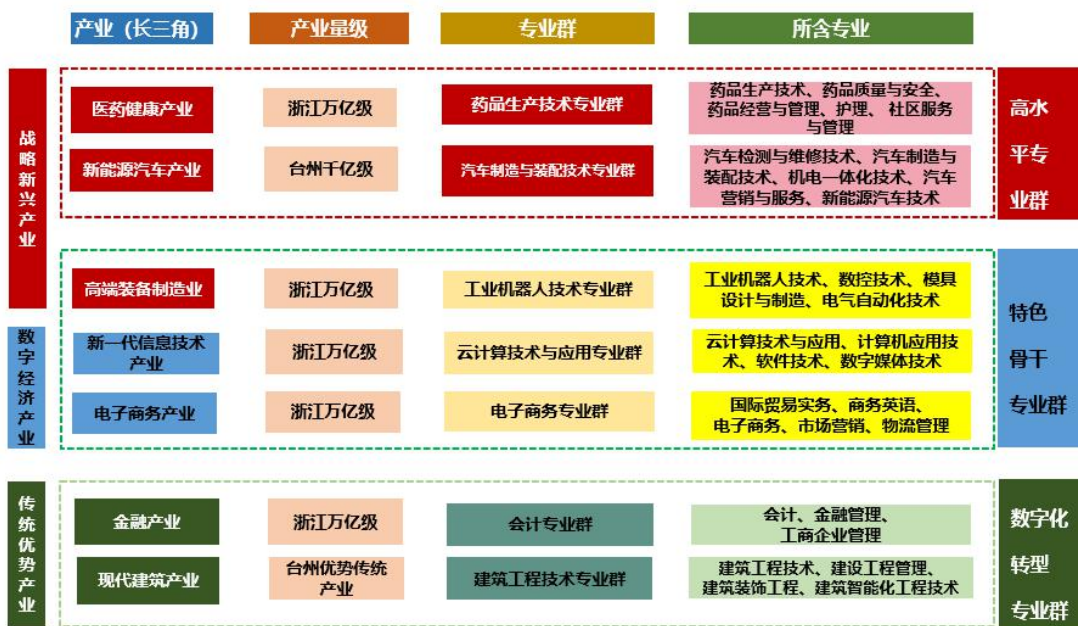 产业（长三角）
产业量级
专业群
所含专业
战略新兴产业
医药健康产业
浙江万亿级
药品生产技术专业群
药品生产技术、药品质量与安全、
药品经营与管理、护理、 社区服务
与管理
新能源汽车产业
台州千亿级
汽车制造与装配技术专业群
汽车检测与维修技术、汽车制造与
装配技术、机电一体化技术、汽车
营销与服务、新能源汽车技术
高水
平专
业群
高端装备制造业
浙江万亿级
工业机器人技术专业群
工业机器人技术、数控技术、模具
设计与制造、电气自动化技术
数字经济产业
新一代信息技术
产业
浙江万亿级
云计算技术与应用专业群
云计算技术与应用、计算机应用技
术、软件技术、数字媒体技术
电子商务产业
浙江万亿级
电子商务专业群
国际贸易实务、商务英语、
电子商务、市场营销、物流管理
特色
骨干
专业群
传统优势产业
金融产业
浙江万亿级
会计专业群
会计、金融管理、
工商企业管理
现代建筑产业
台州优势传统
产业
建筑工程技术专业群
建筑工程技术、建设工程管理、
建筑装饰工程、建筑智能化工程技术
数字化
转型
专业群